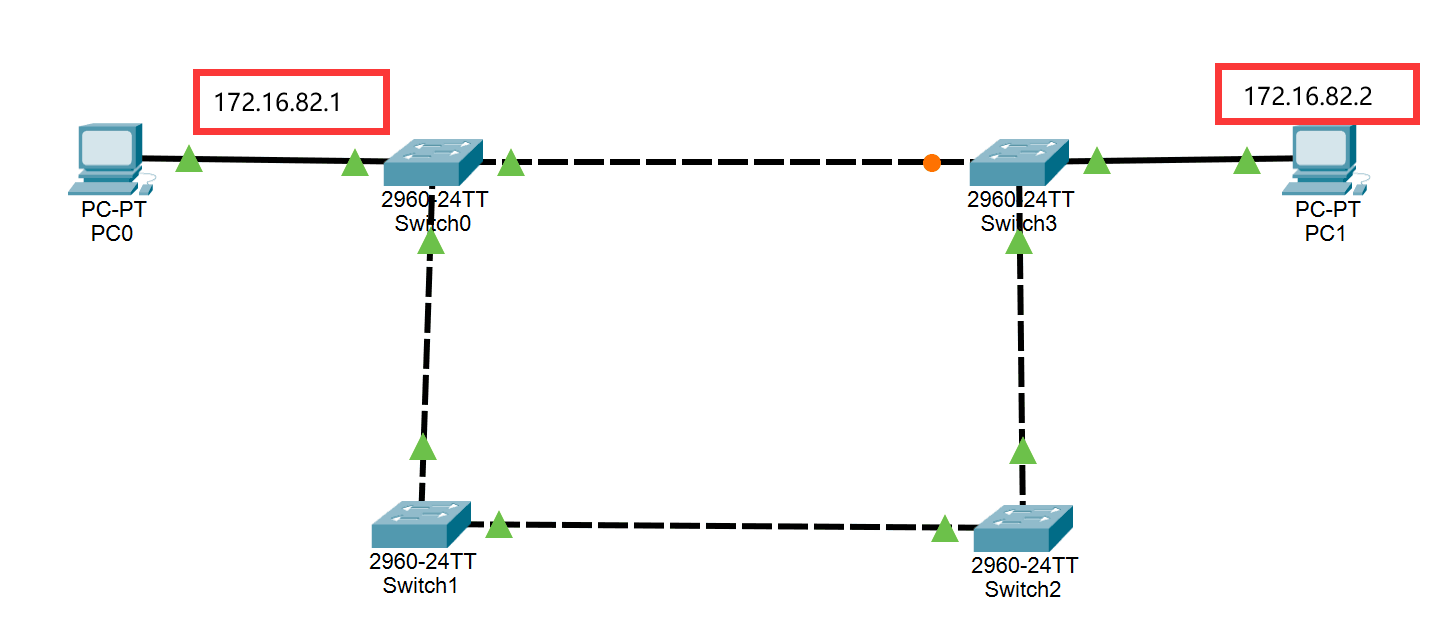 172.16.82.1
172.16.82.2
PC-PT
PC0
2960-24TT
Switch0
2960-24TT
Switch3
PC-PT
PC1
2960-24TT
Switch1
2960-24TT
Switch2